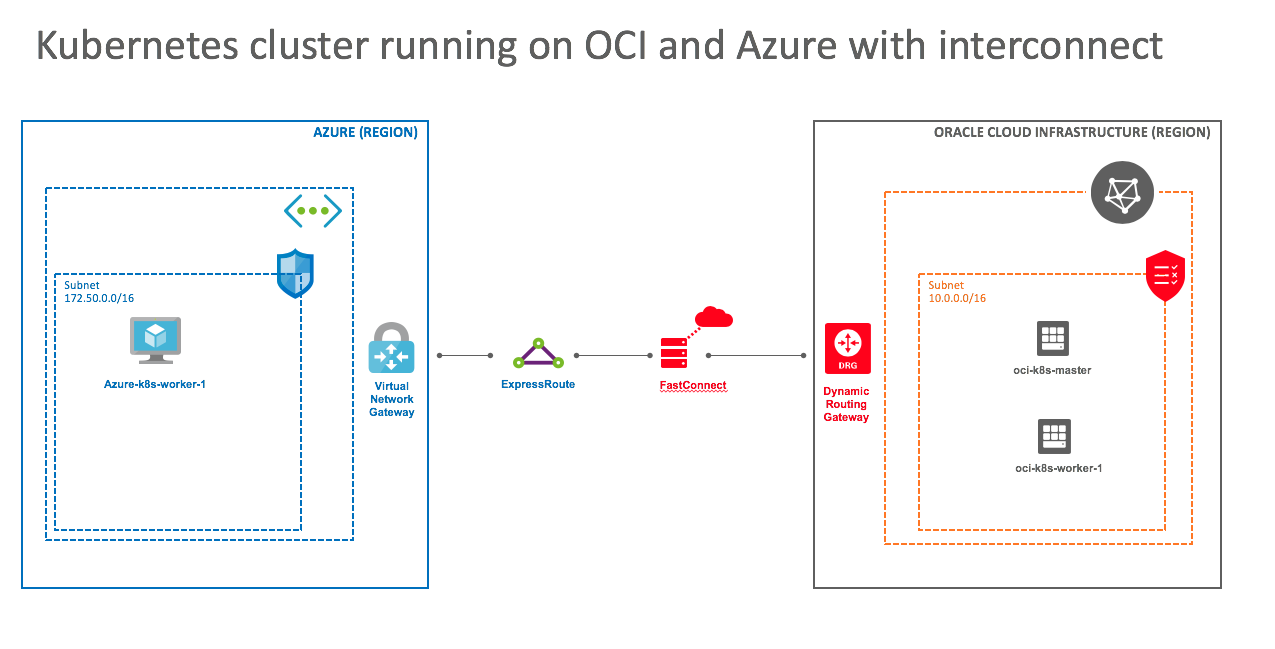 Kubernetes cluster running on OCI and Azure with interconnect
AZURE (REGION)
Subnet
172.50.0.0/16
Azure-k8s-worker-1
Virtual
Network
Gateway
ExpressRoute
FastConnect
ORACLE CLOUD INFRASTRUCTURE (REGION)
DRG
Dynamic
Routing
Gateway
Subnet
10.0.0.0/16
oci-k8s-master
oci-k8s-worker-1